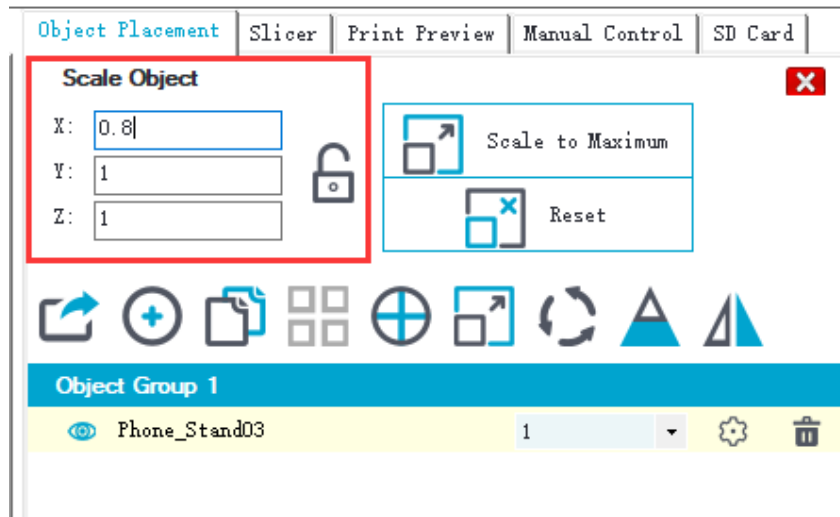 Object Placement Slicer Print Preview Manual Control SD Card
Scale Object
X: 0.8
Y: 1
Z: 1
Scale to Maximum
Reset
Object Group 1
Phone_Stand03 1